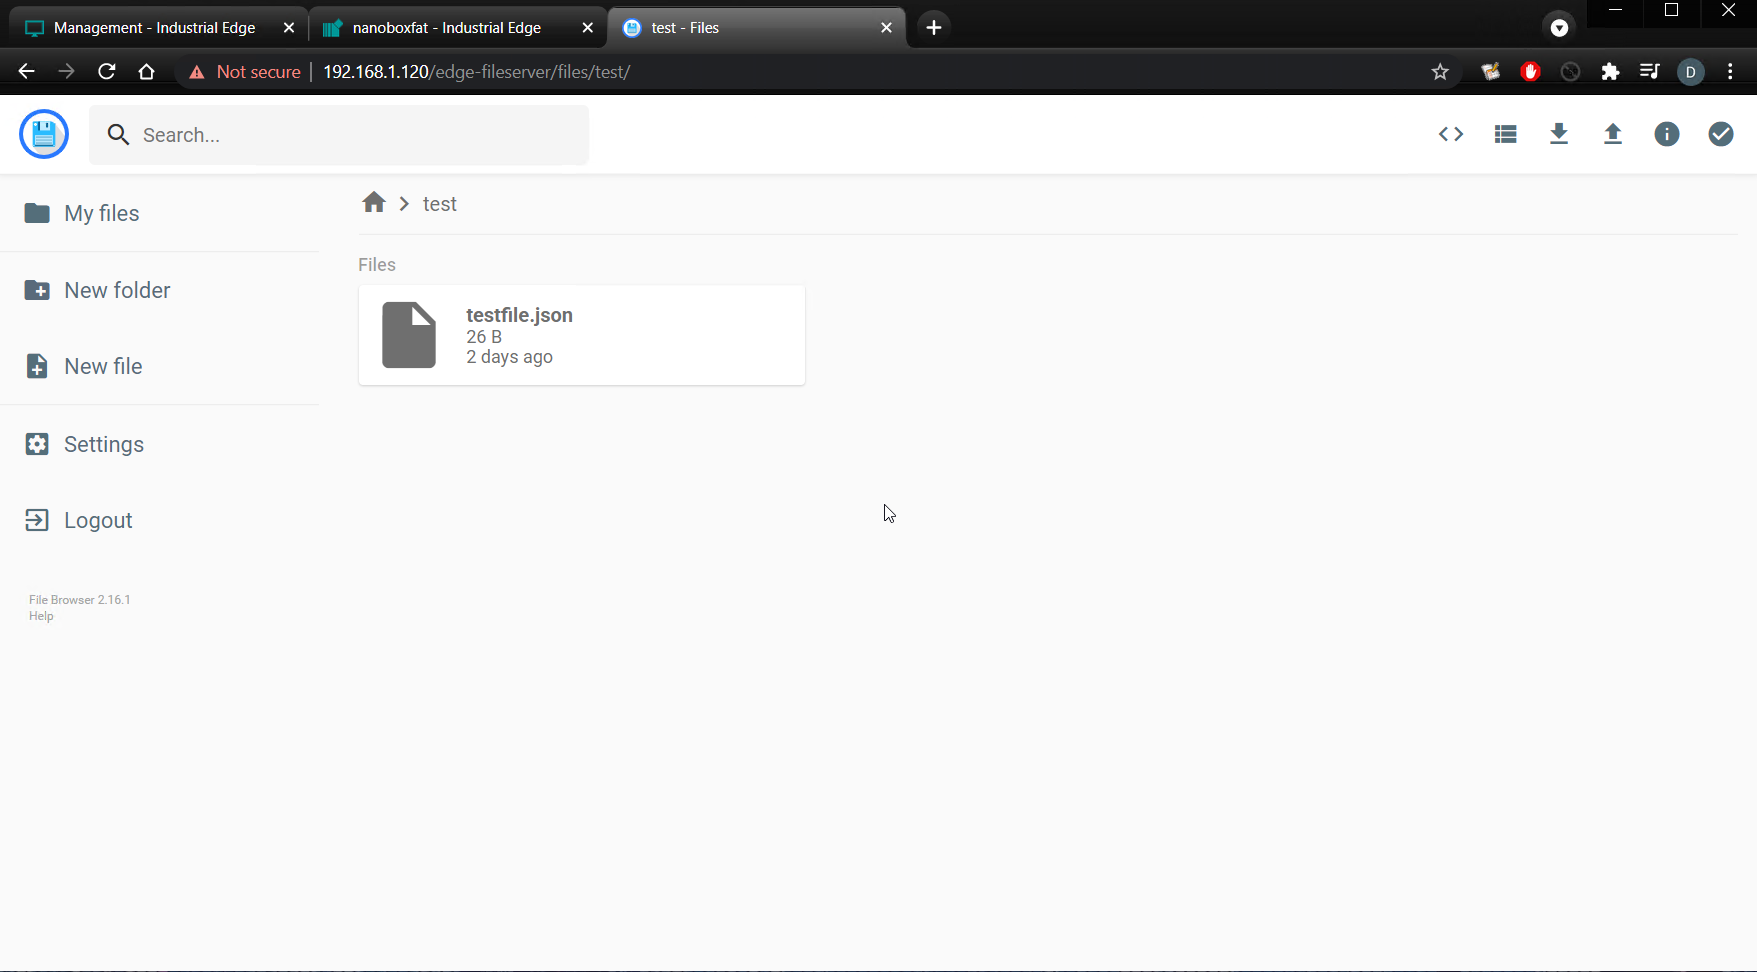 Management - Industrial Edge
nanoboxfat - Industrial Edge
test - Files
Not secure
192.168.1.120/edge-fileserver/files/test/
D
Search...
My files
New folder
New file
Settings
Logout
File Browser 2.16.1
Help
test
Files
testfile.json
26 B
2 days ago